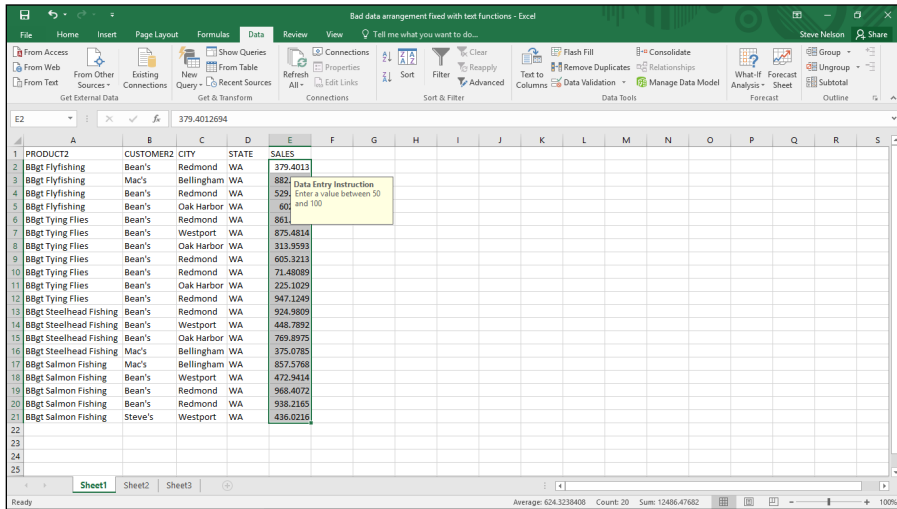 Bad data arrangement fixed with text functions - Excel
File Home Insert Page Layout Formulas Data Review View Tell me what you want to do... Steve Nelson Share
From Access
From Web
From Text
From Other Sources
Existing Connections
Get External Data
New Query
Show Queries
From Table
Recent Sources
Get & Transform
Refresh All
Connections
Properties
Edit Links
Connections
Sort
Filter
Clear
Reapply
Advanced
Sort & Filter
Text to Columns
Flash Fill
Remove Duplicates
Data Validation
Consolidate
Relationships
Manage Data Model
Data Tools
What-If Analysis
Forecast Sheet
Forecast
Group
Ungroup
Subtotal
Outline
E2 fx 379.4012694
A B C D E F G H I J K L M N O P Q R S
1 PRODUCT2 CUSTOMER2 CITY STATE SALES
2 BBgt Flyfishing Bean's Redmond WA 379.4013
3 BBgt Flyfishing Mac's Bellingham WA 882.
4 BBgt Flyfishing Bean's Redmond WA 529.
5 BBgt Flyfishing Bean's Oak Harbor WA 602
Data Entry Instruction
Enter a value between 50
and 100
6 BBgt Tying Flies Bean's Redmond WA 861.
7 BBgt Tying Flies Bean's Westport WA 875.4814
8 BBgt Tying Flies Bean's Oak Harbor WA 313.9593
9 BBgt Tying Flies Bean's Redmond WA 605.3213
10 BBgt Tying Flies Bean's Redmond WA 71.48089
11 BBgt Tying Flies Bean's Oak Harbor WA 225.1029
12 BBgt Tying Flies Bean's Redmond WA 947.1249
13 BBgt Steelhead Fishing Bean's Redmond WA 924.9809
14 BBgt Steelhead Fishing Bean's Westport WA 448.7892
15 BBgt Steelhead Fishing Bean's Oak Harbor WA 769.8975
16 BBgt Steelhead Fishing Mac's Bellingham WA 375.0785
17 BBgt Salmon Fishing Mac's Bellingham WA 857.5768
18 BBgt Salmon Fishing Bean's Westport WA 472.9414
19 BBgt Salmon Fishing Bean's Redmond WA 968.4072
20 BBgt Salmon Fishing Bean's Redmond WA 938.2165
21 BBgt Salmon Fishing Steve's Westport WA 436.0216
22
23
24
25
Sheet1 Sheet2 Sheet3
Ready Average: 624.3238408 Count: 20 Sum: 12486.47682 100%